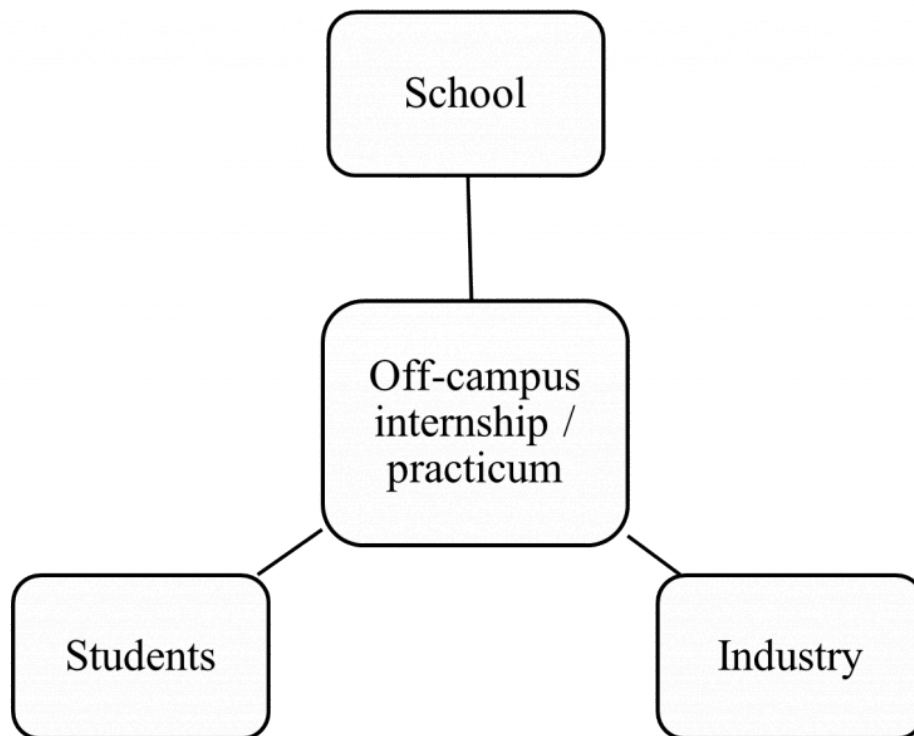 School
Off-campus
internship /
practicum
Students
Industry